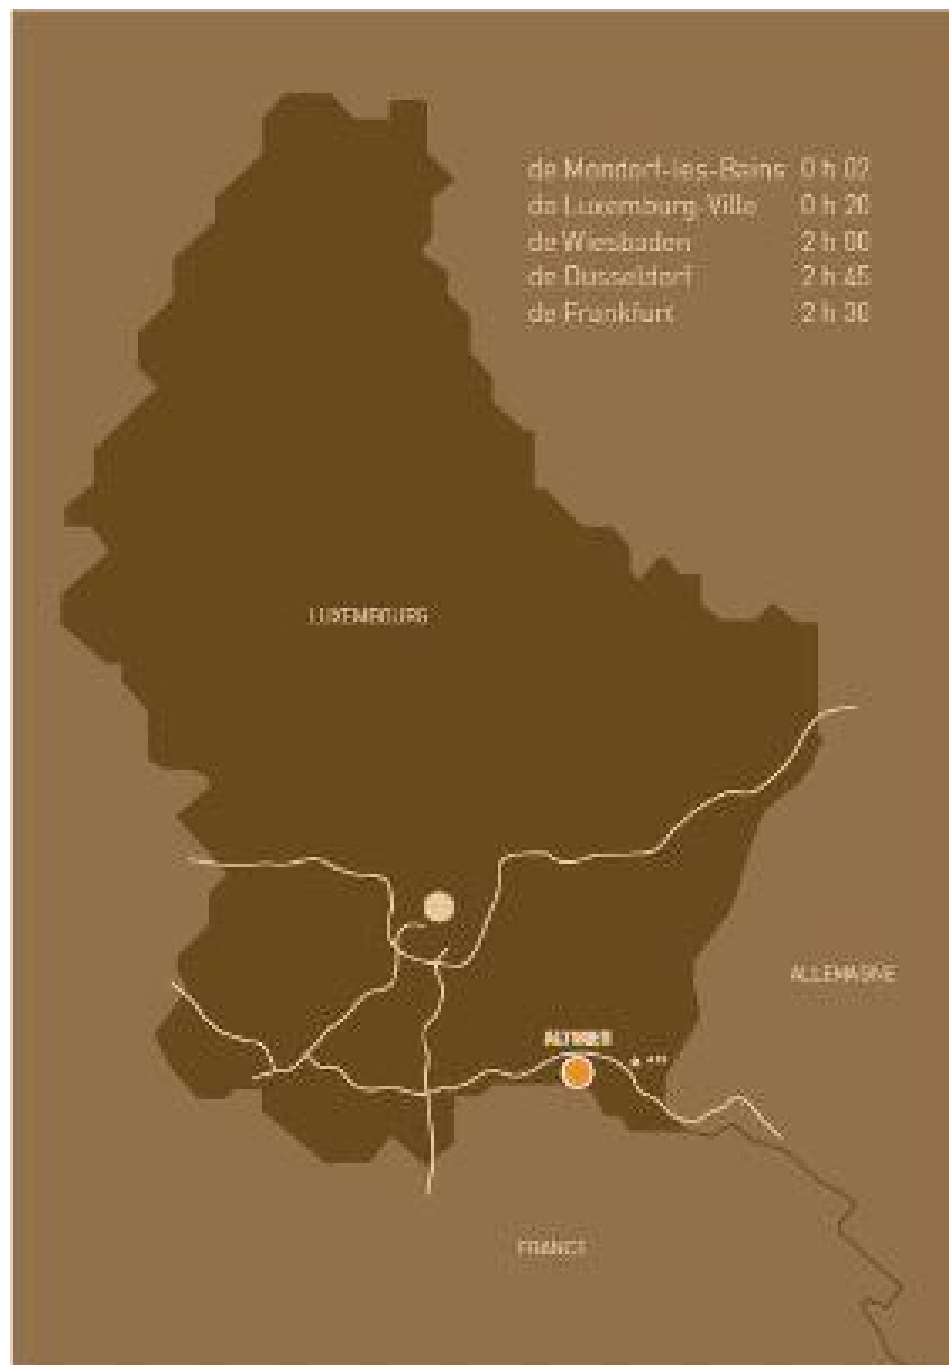 de Mondorf-les-Bains 0 h 02
de Luxemburg-Ville 0 h 20
de Wiesbaden 2 h 00
de Dusseldorf 2 h 45
de Frankfurt 2 h 30
LUXEMBOURG
ALLEMAGNE
FRANCE